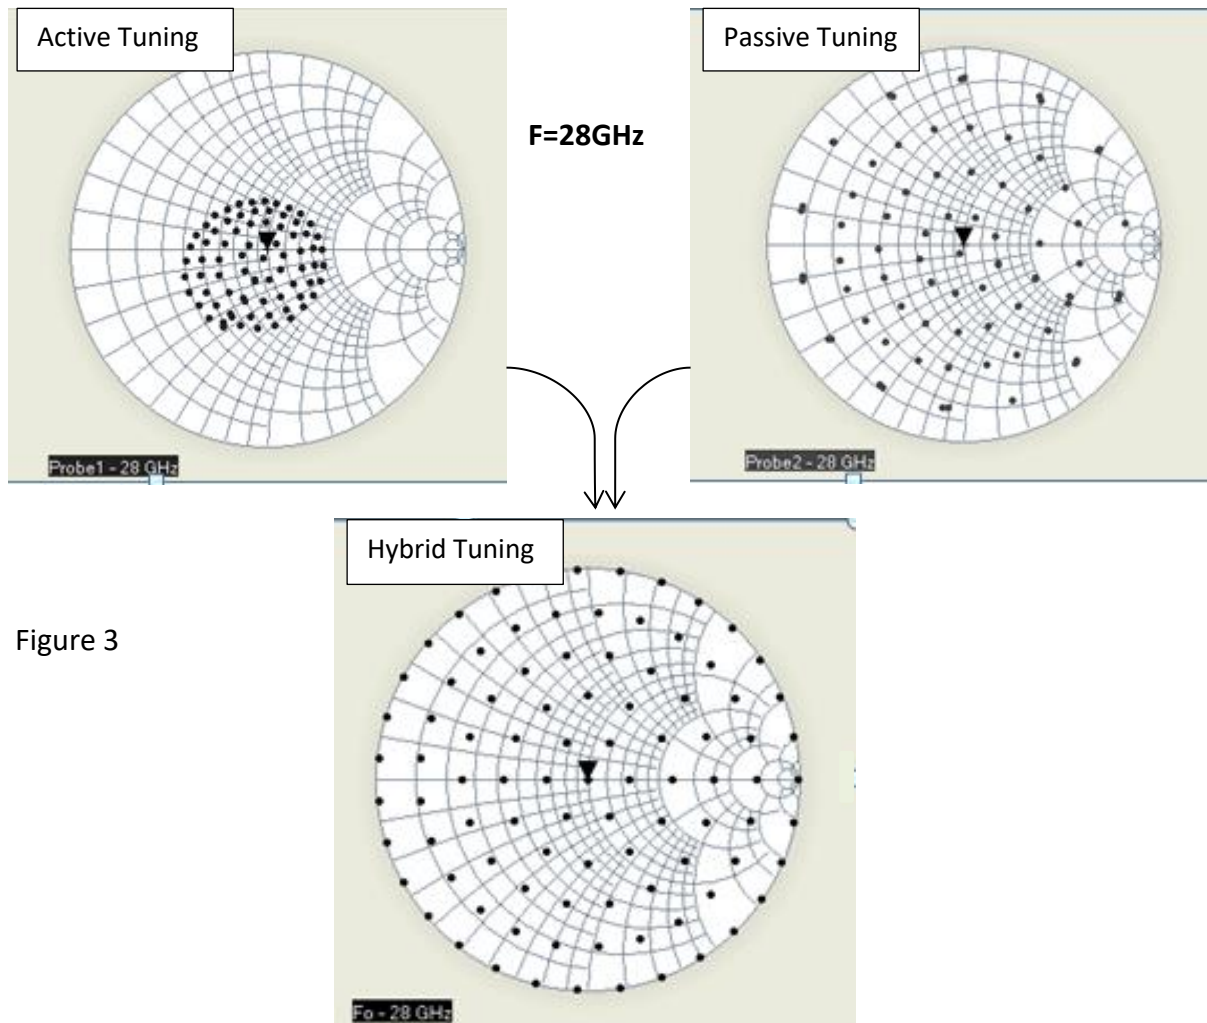 Active Tuning
Passive Tuning
F=28GHz
Probe1 - 28 GHz
Probe2 - 28 GHz
Hybrid Tuning
Figure 3
Fo - 28 GHz